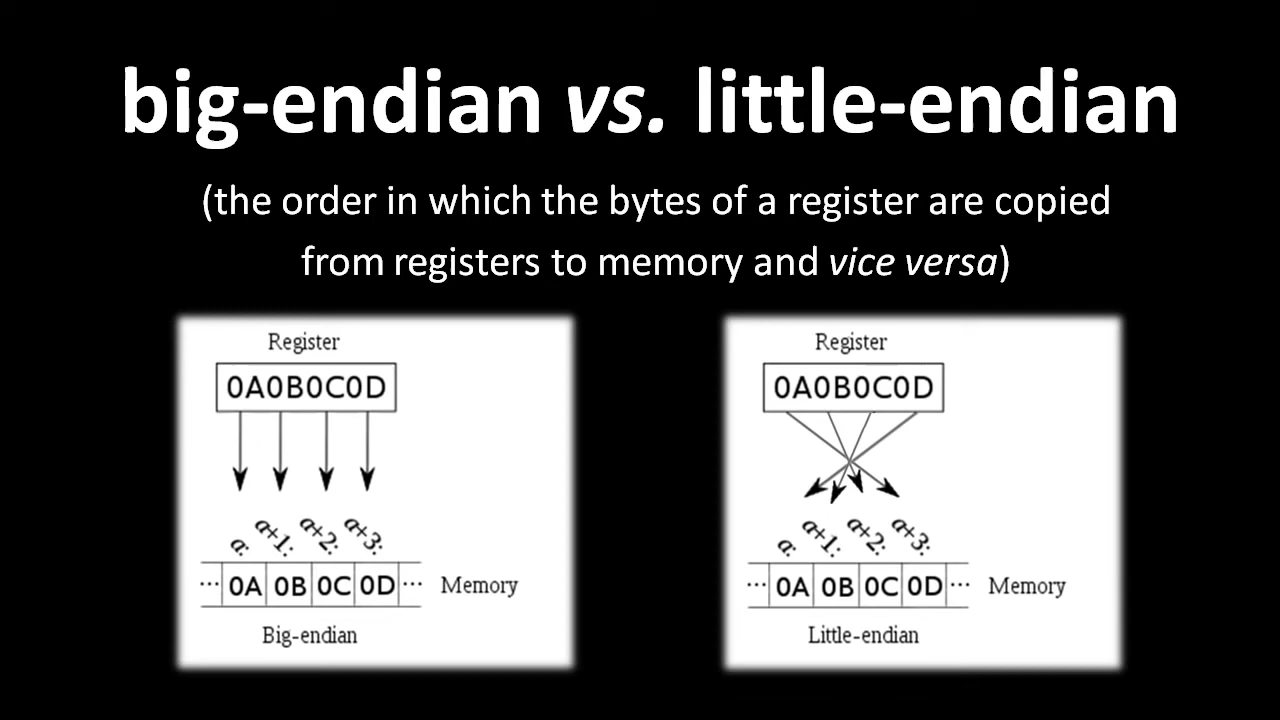 big-endian vs. little-endian
(the order in which the bytes of a register are copied
from registers to memory and vice versa)
Register
0A0B0C0D
a: a+1: a+2: a+3:
··· 0A 0B 0C 0D ··· Memory
Big-endian
Register
0A0B0C0D
a: a+1: a+2: a+3:
··· 0A 0B 0C 0D ··· Memory
Little-endian